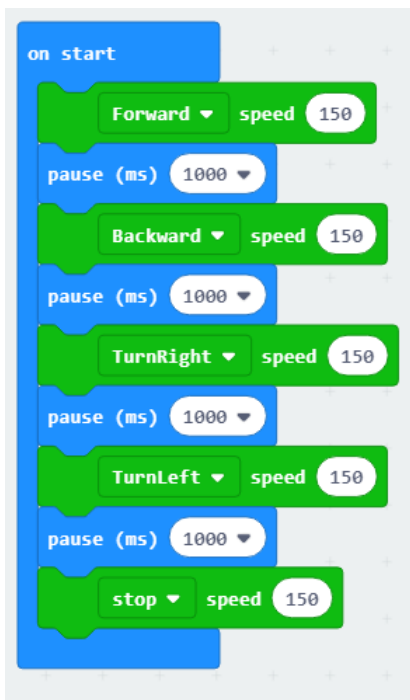 on start
Forward speed 150
pause (ms) 1000
Backward speed 150
pause (ms) 1000
TurnRight speed 150
pause (ms) 1000
TurnLeft speed 150
pause (ms) 1000
stop speed 150